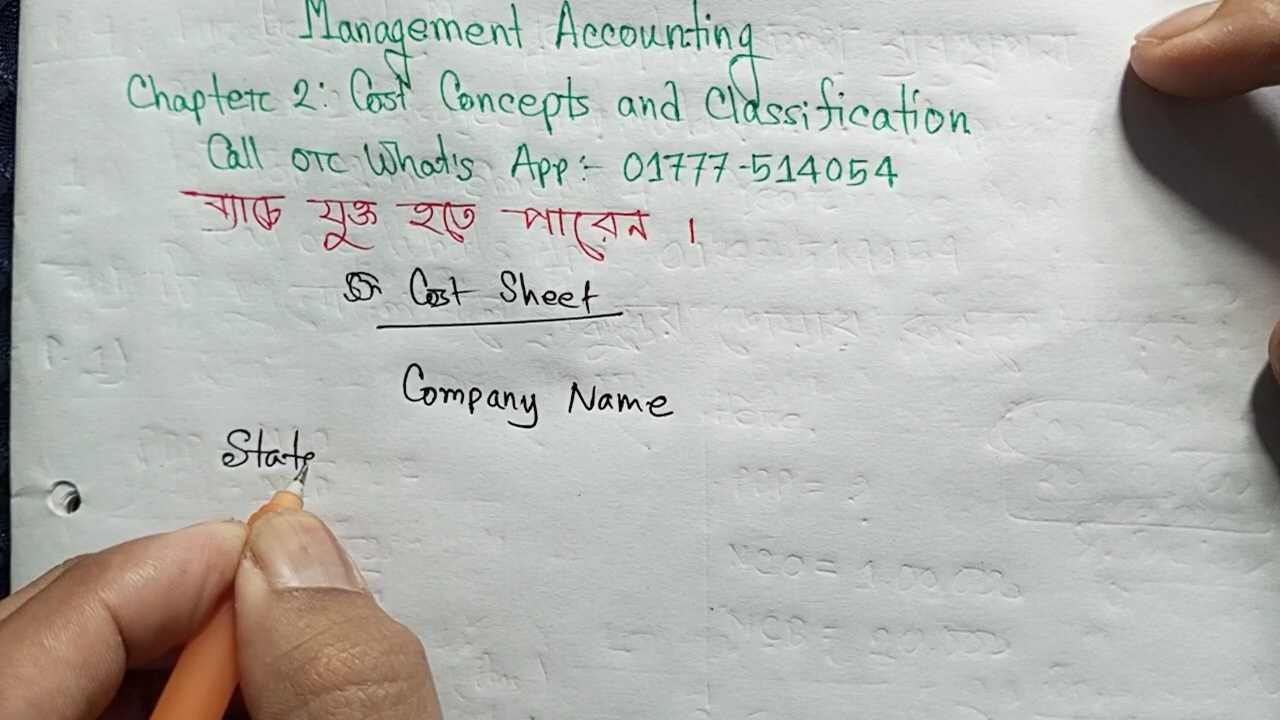 Management Accounting
Chapter 2: Cost Concepts and Classification
Call or What's App:- 01777-514054
ব্যাচে যুক্ত হতে পারেন ।
Cost Sheet
Company Name
State